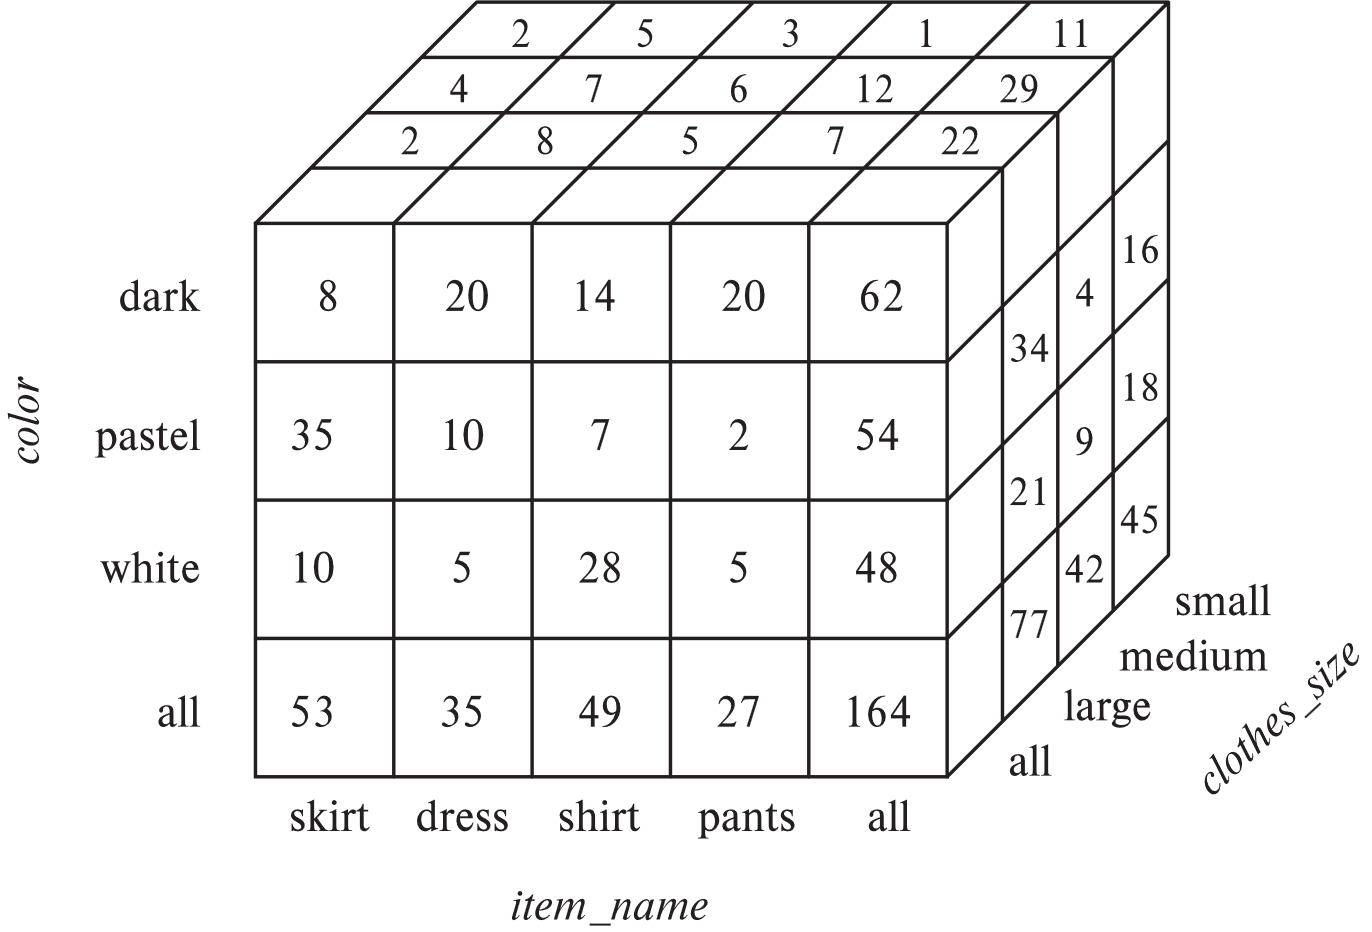 2 5 3 1 11
4 7 6 12 29
2 8 5 7 22
dark 8 20 14 20 62
16
4
34
pastel 35 10 7 2 54
18
9
21
white 10 5 28 5 48
45
42
77
all 53 35 49 27 164
small
medium
large
all
skirt dress shirt pants all
color
clothes_size
item_name